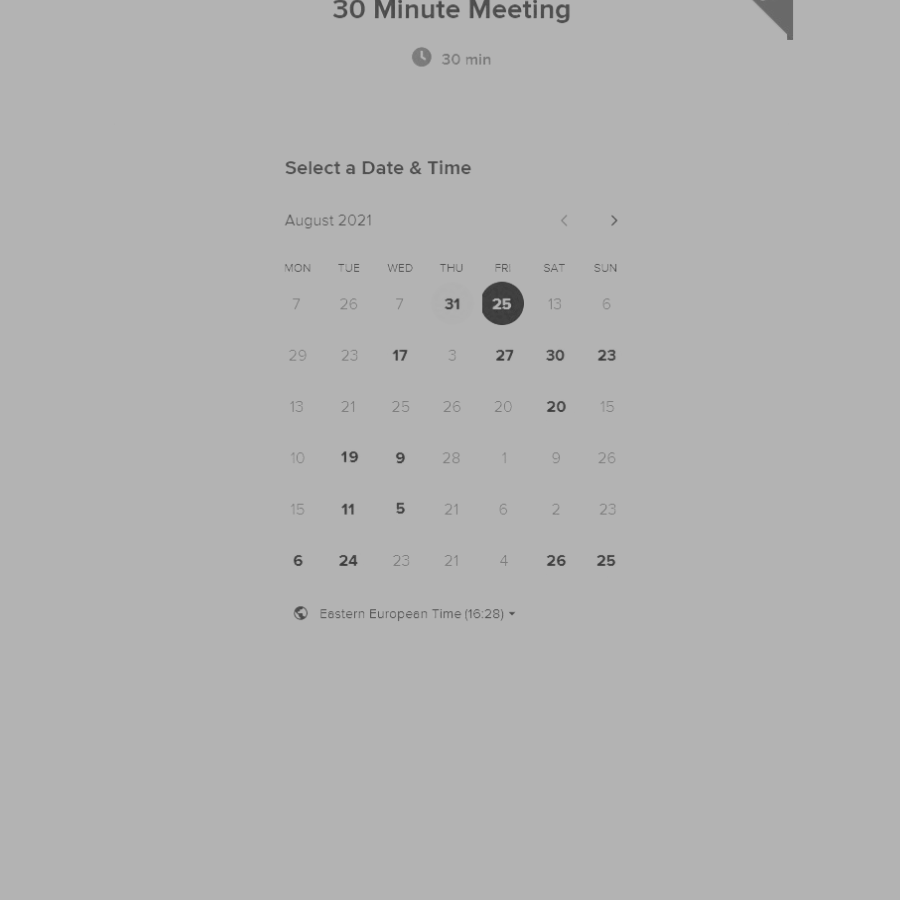 30 Minute Meeting
30 min
Select a Date & Time
August 2021
MON TUE WED THU FRI SAT SUN
7 26 7 31 25 13 6
29 23 17 3 27 30 23
13 21 25 26 20 20 15
10 19 9 28 1 9 26
15 11 5 21 6 2 23
6 24 23 21 4 26 25
Eastern European Time (16:28)